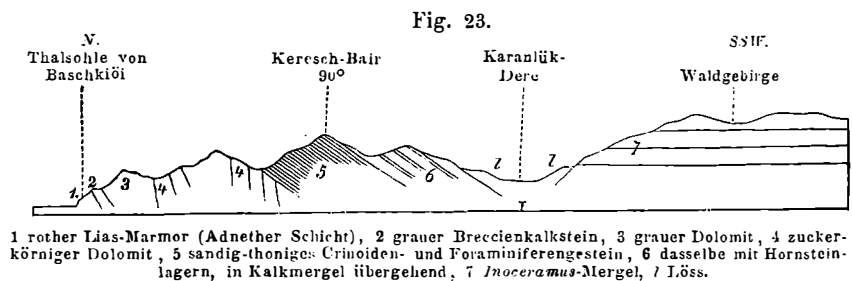 Fig. 23.
N. SSW.
Thalsohle von Baschkiöi
Keresch-Bair 90°
Karanlük-Dere
Waldgebirge
1. 2 3 4 4 5 6 l l 7
T
1 rother Lias-Marmor (Adnether Schicht), 2 grauer Breccienkalkstein, 3 grauer Dolomit, 4 zucker-
körniger Dolomit, 5 sandig-thoniges Crinoiden- und Foraminiferengestein, 6 dasselbe mit Hornstein-
lagern, in Kalkmergel übergehend, 7 Inoceramus-Mergel, l Löss.